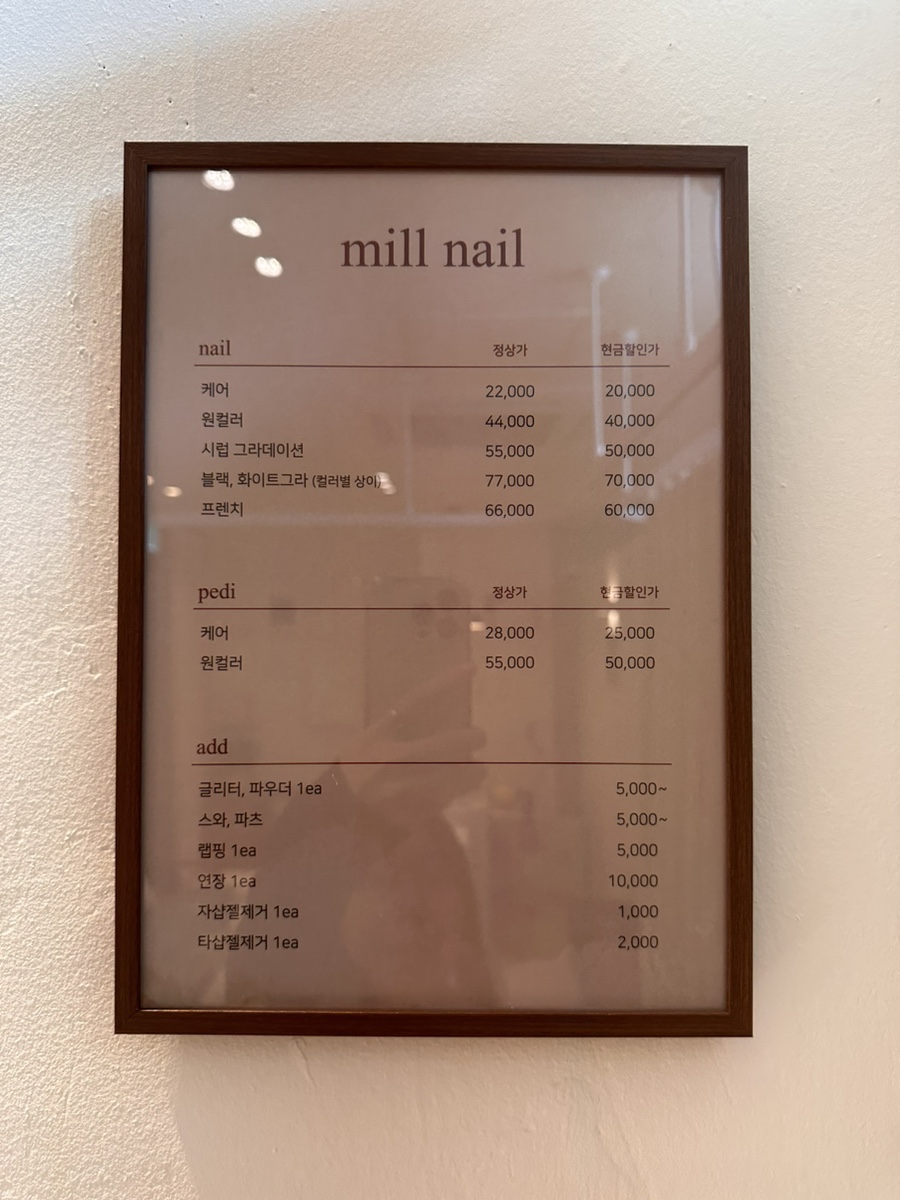 mill nail
nail 정상가 현금할인가
케어 22,000 20,000
원컬러 44,000 40,000
시럽 그라데이션 55,000 50,000
블랙, 화이트그라 (컬러별 상이) 77,000 70,000
프렌치 66,000 60,000
pedi 정상가 현금할인가
케어 28,000 25,000
원컬러 55,000 50,000
add
글리터, 파우더 1ea 5,000~
스와, 파츠 5,000~
랩핑 1ea 5,000
연장 1ea 10,000
자샵젤제거 1ea 1,000
타샵젤제거 1ea 2,000